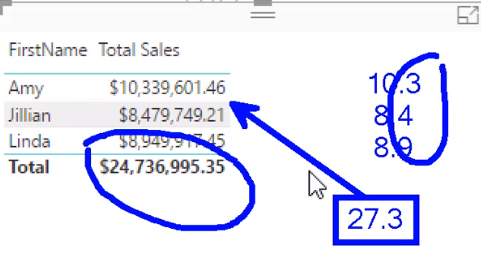 FirstName Total Sales
Amy $10,339,601.46
Jillian $8,479,749.21
Linda $8,949,917.45
Total $24,736,995.35
10.3
8.4
8.9
27.3